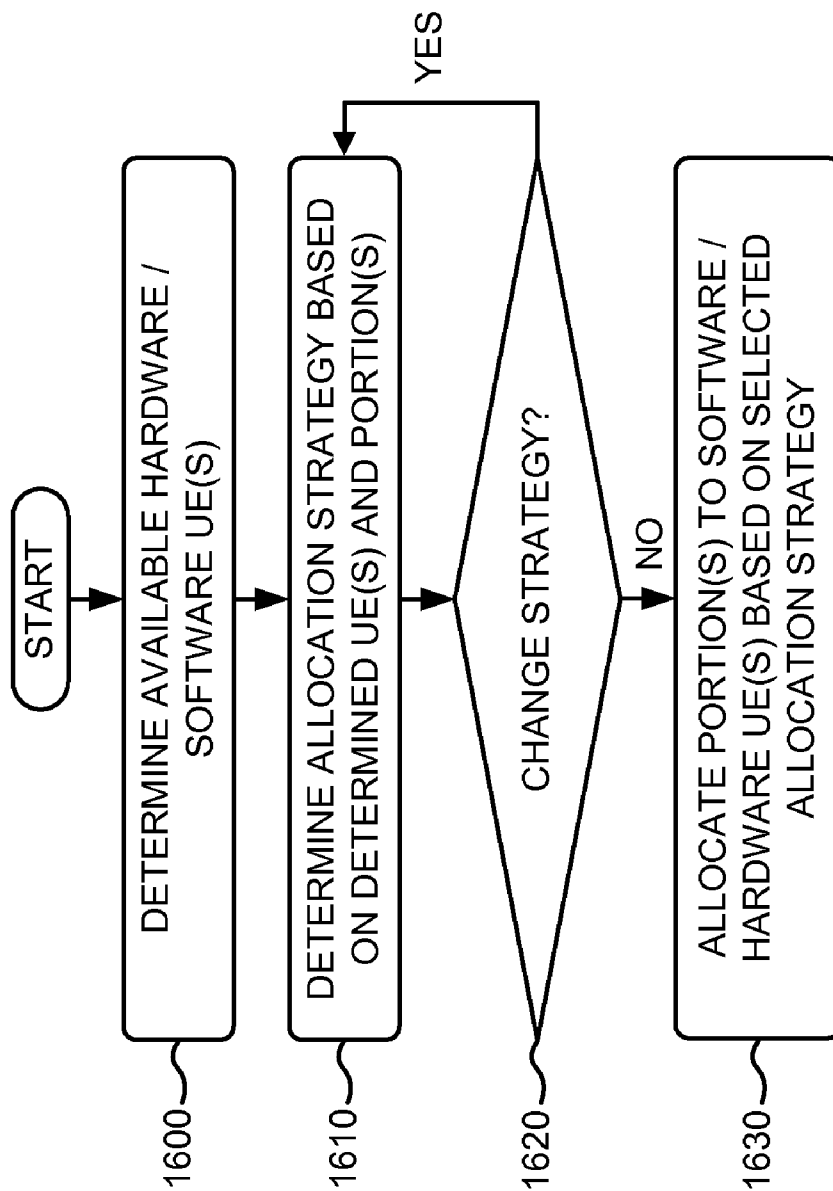 START
1600
DETERMINE AVAILABLE HARDWARE /
SOFTWARE UE(S)
1610
DETERMINE ALLOCATION STRATEGY BASED
ON DETERMINED UE(S) AND PORTION(S)
YES
1620
CHANGE STRATEGY?
NO
1630
ALLOCATE PORTION(S) TO SOFTWARE /
HARDWARE UE(S) BASED ON SELECTED
ALLOCATION STRATEGY